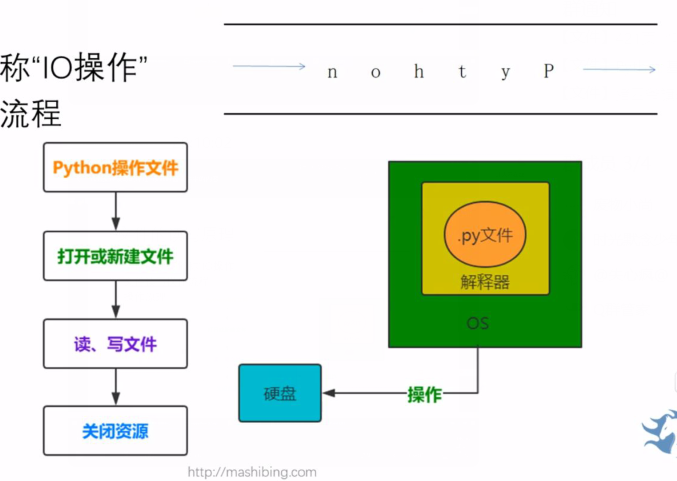 称“IO操作”
流程
n o h t y P
Python操作文件
打开或新建文件
读、写文件
关闭资源
.py文件
解释器
OS
硬盘
操作
http://mashibing.com